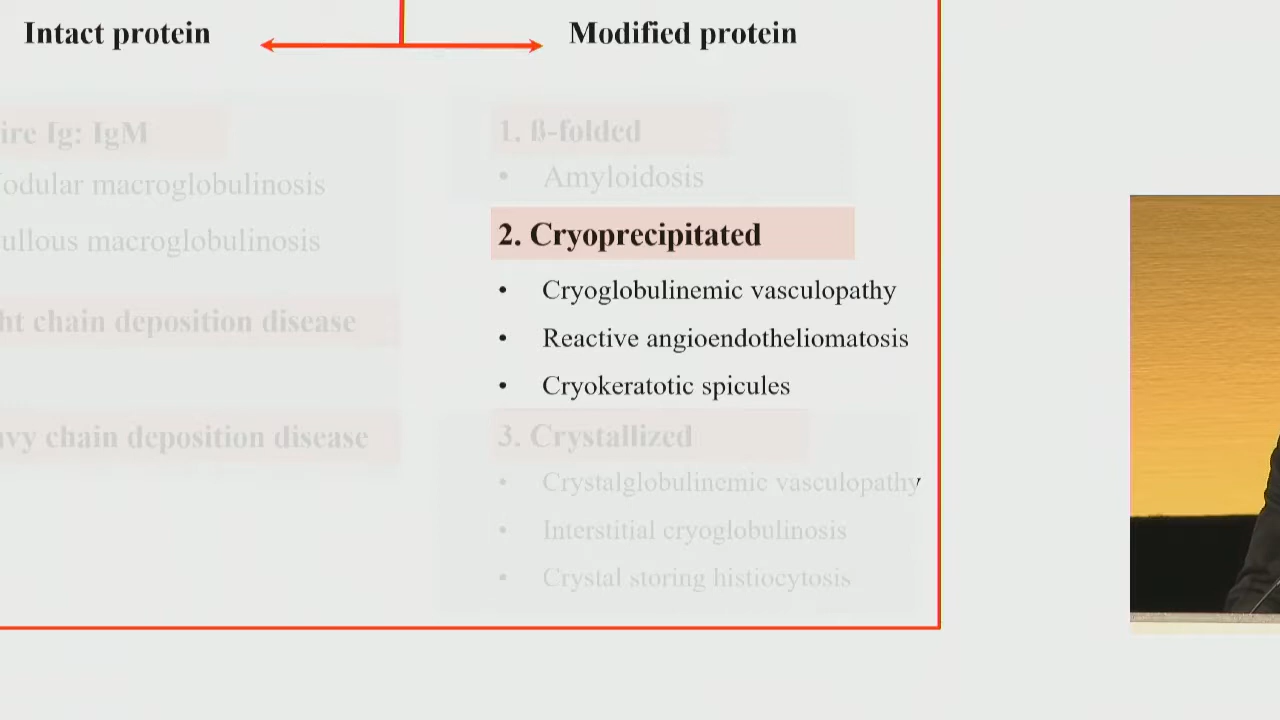 Intact protein
Modified protein
ire Ig: IgM
odular macroglobulinosis
ullous macroglobulinosis
ht chain deposition disease
avy chain deposition disease
1. ß-folded
• Amyloidosis
2. Cryoprecipitated
• Cryoglobulinemic vasculopathy
• Reactive angioendotheliomatosis
• Cryokeratotic spicules
3. Crystallized
• Crystalglobulinemic vasculopathy
• Interstitial cryoglobulinosis
• Crystal storing histiocytosis